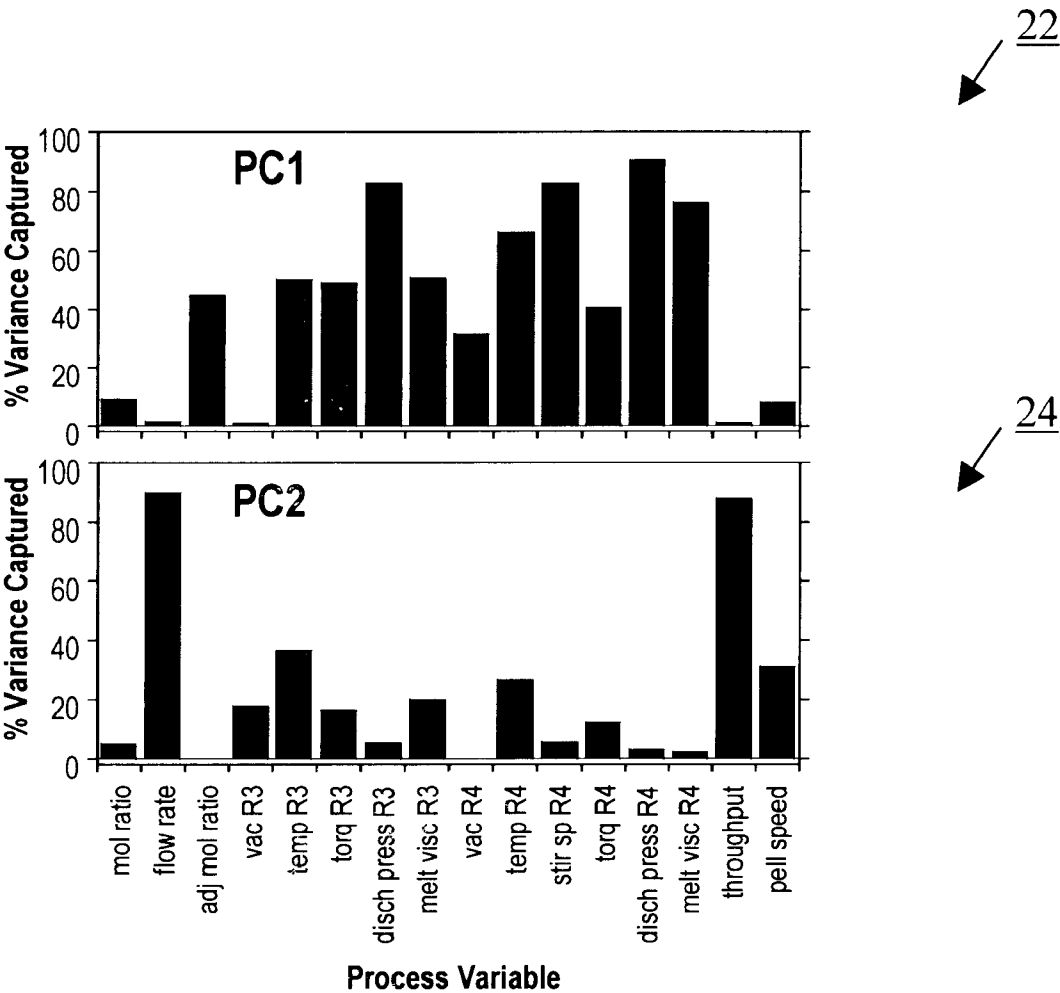 22
100
80
60
40
20
0
% Variance Captured
PC1
24
100
80
60
40
20
0
% Variance Captured
PC2
mol ratio
flow rate
adj mol ratio
vac R3
temp R3
torq R3
disch press R3
melt visc R3
vac R4
temp R4
stir sp R4
torq R4
disch press R4
melt visc R4
throughput
pell speed
Process Variable